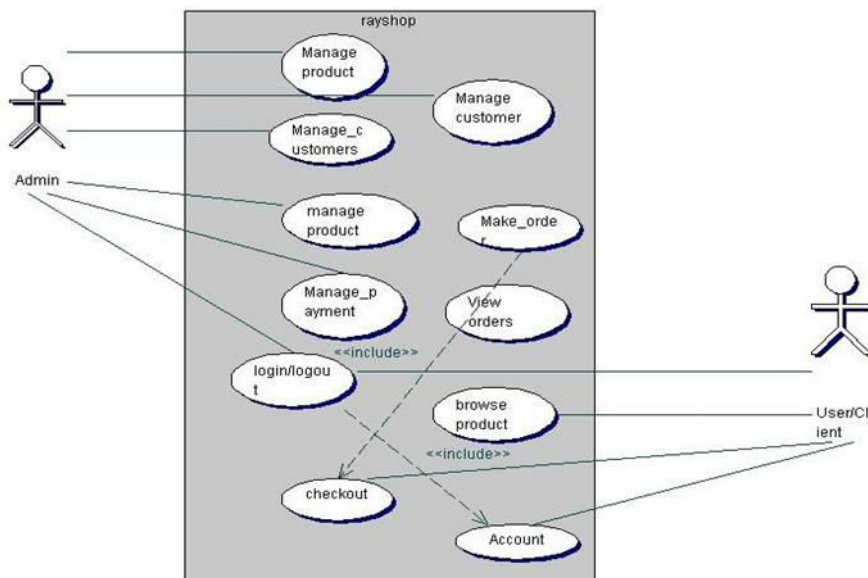 rayshop
Manage
product
Manage
customer
Manage_c
ustomers
Admin
manage
product
Make_orde
r
Manage_p
ayment
View
orders
<<include>>
login/logou
t
browse
product
User/Cl
ient
<<include>>
checkout
Account